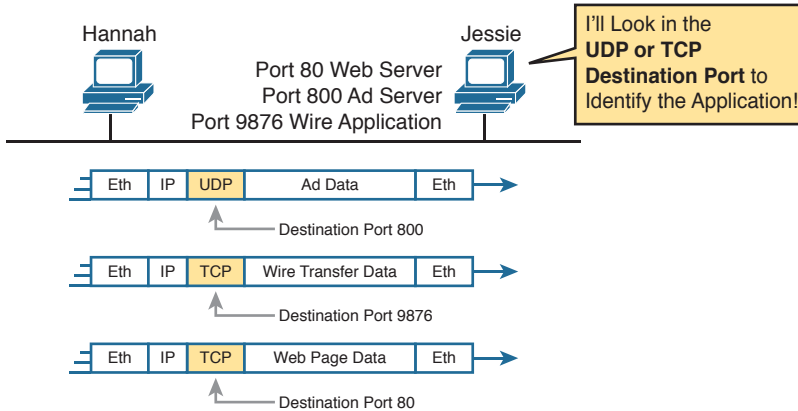 Hannah
Jessie
Port 80 Web Server
Port 800 Ad Server
Port 9876 Wire Application
I'll Look in the
UDP or TCP
Destination Port to
Identify the Application!
Eth IP UDP Ad Data Eth
Destination Port 800
Eth IP TCP Wire Transfer Data Eth
Destination Port 9876
Eth IP TCP Web Page Data Eth
Destination Port 80